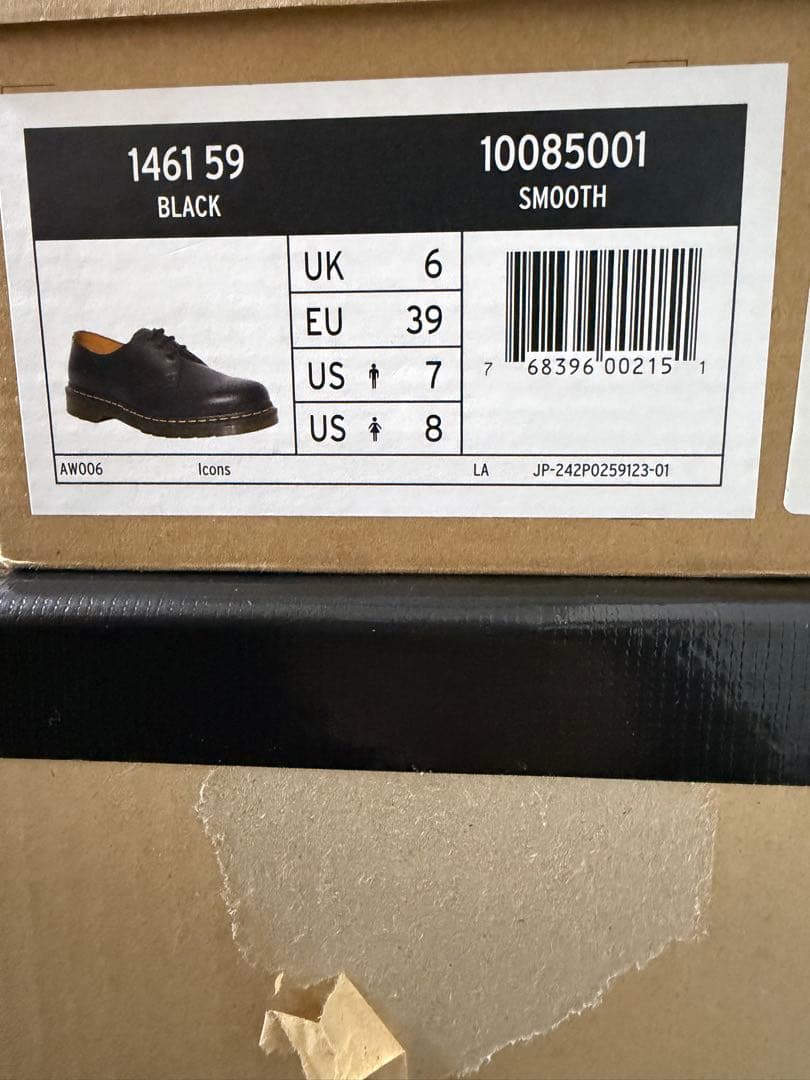 1461 59
BLACK
10085001
SMOOTH
UK 6
EU 39
US 7
US 8
7 68396 00215 1
AW006 Icons LA JP-242P0259123-01